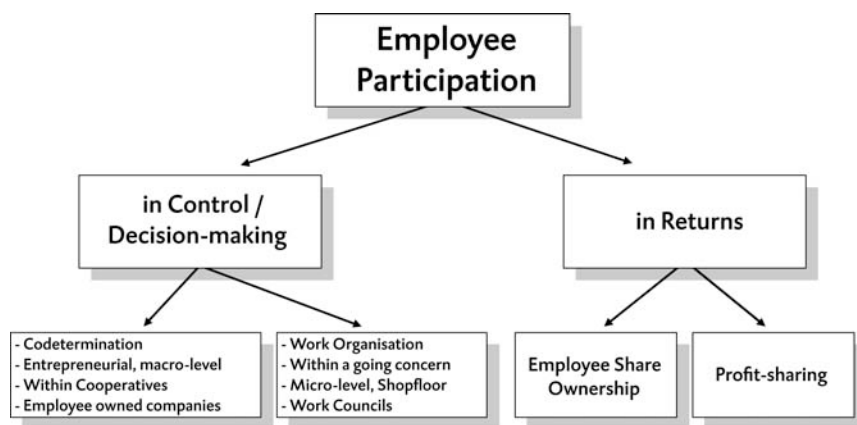 Employee
Participation
in Control /
Decision-making
in Returns
- Codetermination
- Entrepreneurial, macro-level
- Within Cooperatives
- Employee owned companies
- Work Organisation
- Within a going concern
- Micro-level, Shopfloor
- Work Councils
Employee Share
Ownership
Profit-sharing